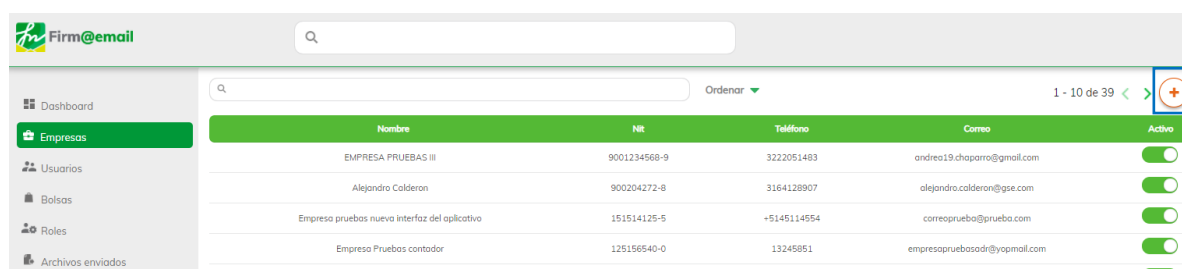 Firm@email
Ordenar
1 - 10 de 39
Dashboard
Empresas
Usuarios
Bolsas
Roles
Archivos enviados
Nombre Nit Teléfono Correo Activo
EMPRESA PRUEBAS III 9001234568-9 3222051483 andrea19.chaparro@gmail.com
Alejandro Calderon 900204272-8 3164128907 alejandro.calderon@gse.com
Empresa pruebas nueva interfaz del aplicativo 151514125-5 +5145114554 correoprueba@prueba.com
Empresa Pruebas contador 125156540-0 13245851 empresapruebasadr@yopmail.com